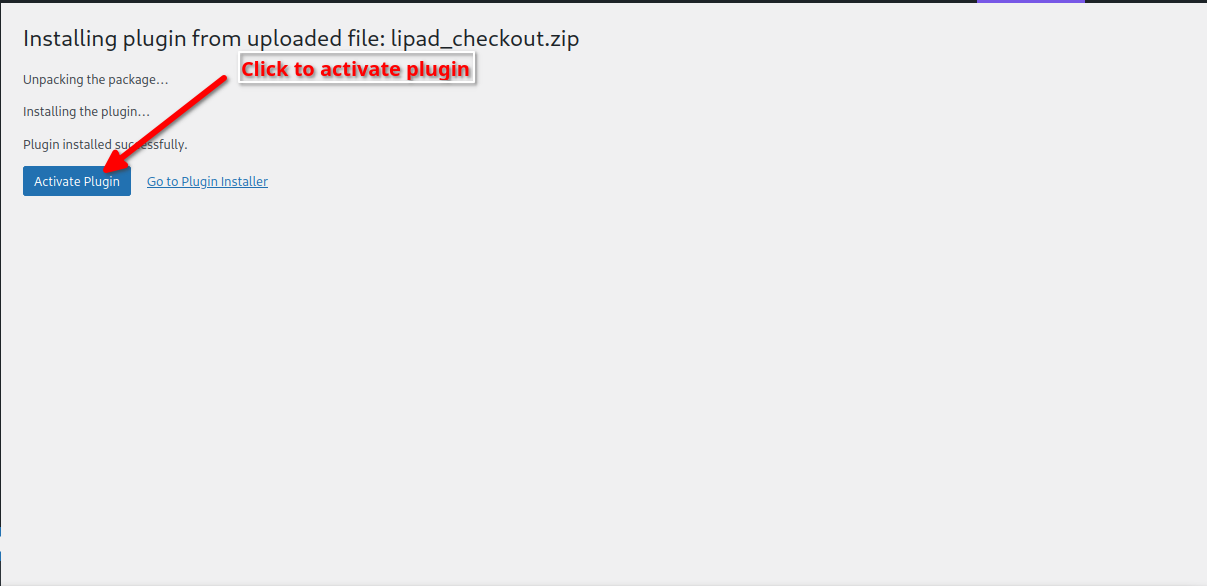 Installing plugin from uploaded file: lipad_checkout.zip
Click to activate plugin
Unpacking the package…
Installing the plugin…
Plugin installed successfully.
Activate Plugin Go to Plugin Installer